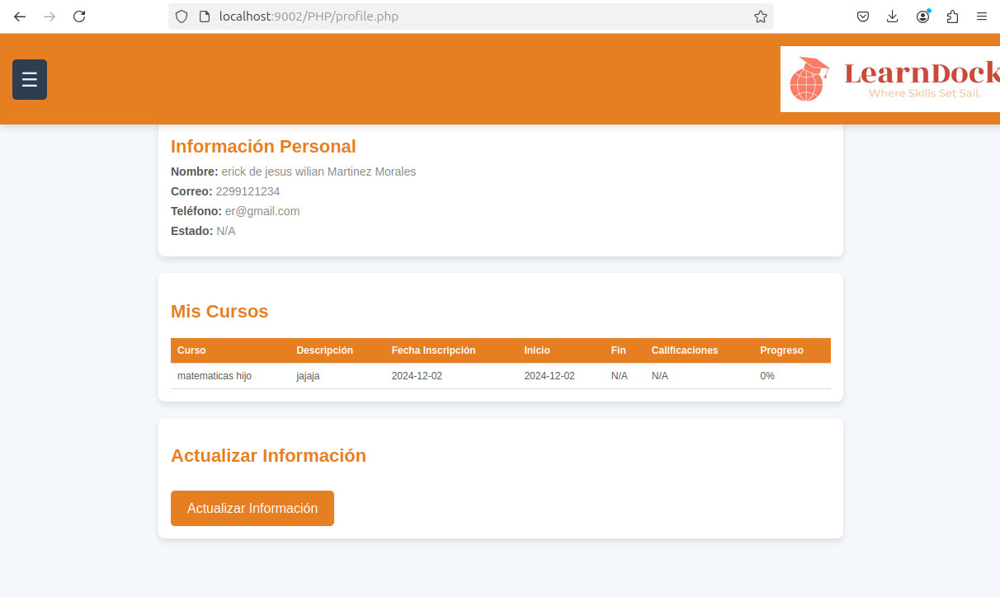 localhost:9002/PHP/profile.php
☰
LearnDock
Where Skills Set Sail.
Información Personal
Nombre: erick de jesus wilian Martinez Morales
Correo: 2299121234
Teléfono: er@gmail.com
Estado: N/A
Mis Cursos
Curso Descripción Fecha Inscripción Inicio Fin Calificaciones Progreso
matematicas hijo jajaja 2024-12-02 2024-12-02 N/A N/A 0%
Actualizar Información
Actualizar Información